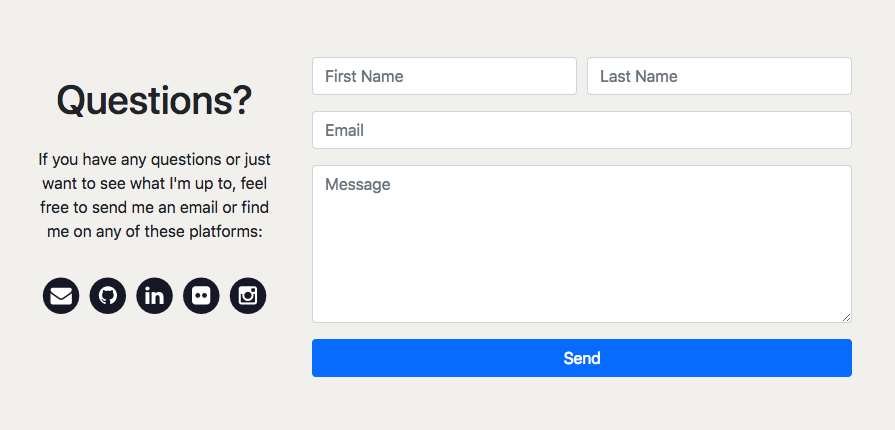 Questions?
If you have any questions or just
want to see what I'm up to, feel
free to send me an email or find
me on any of these platforms:
in
First Name
Last Name
Email
Message
Send